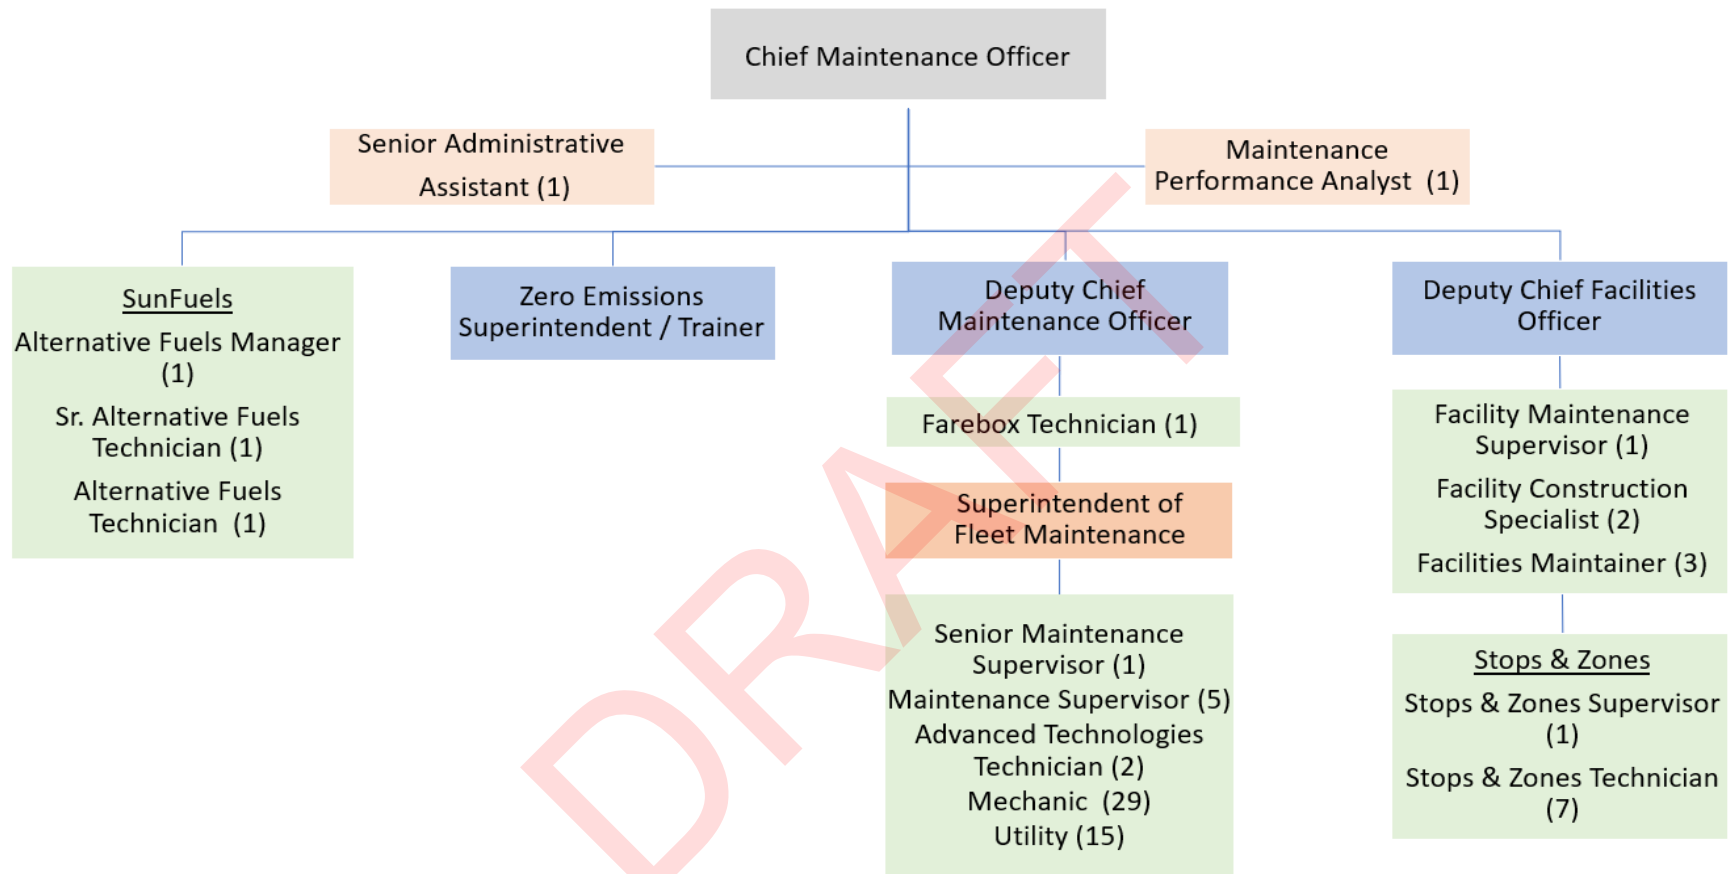 Chief Maintenance Officer
Senior Administrative
Assistant (1)
Maintenance
Performance Analyst (1)
SunFuels
Alternative Fuels Manager
(1)
Sr. Alternative Fuels
Technician (1)
Alternative Fuels
Technician (1)
Zero Emissions
Superintendent / Trainer
Deputy Chief
Maintenance Officer
Farebox Technician (1)
Superintendent of
Fleet Maintenance
Senior Maintenance
Supervisor (1)
Maintenance Supervisor (5)
Advanced Technologies
Technician (2)
Mechanic (29)
Utility (15)
Deputy Chief Facilities
Officer
Facility Maintenance
Supervisor (1)
Facility Construction
Specialist (2)
Facilities Maintainer (3)
Stops & Zones
Stops & Zones Supervisor
(1)
Stops & Zones Technician
(7)
DRAFT